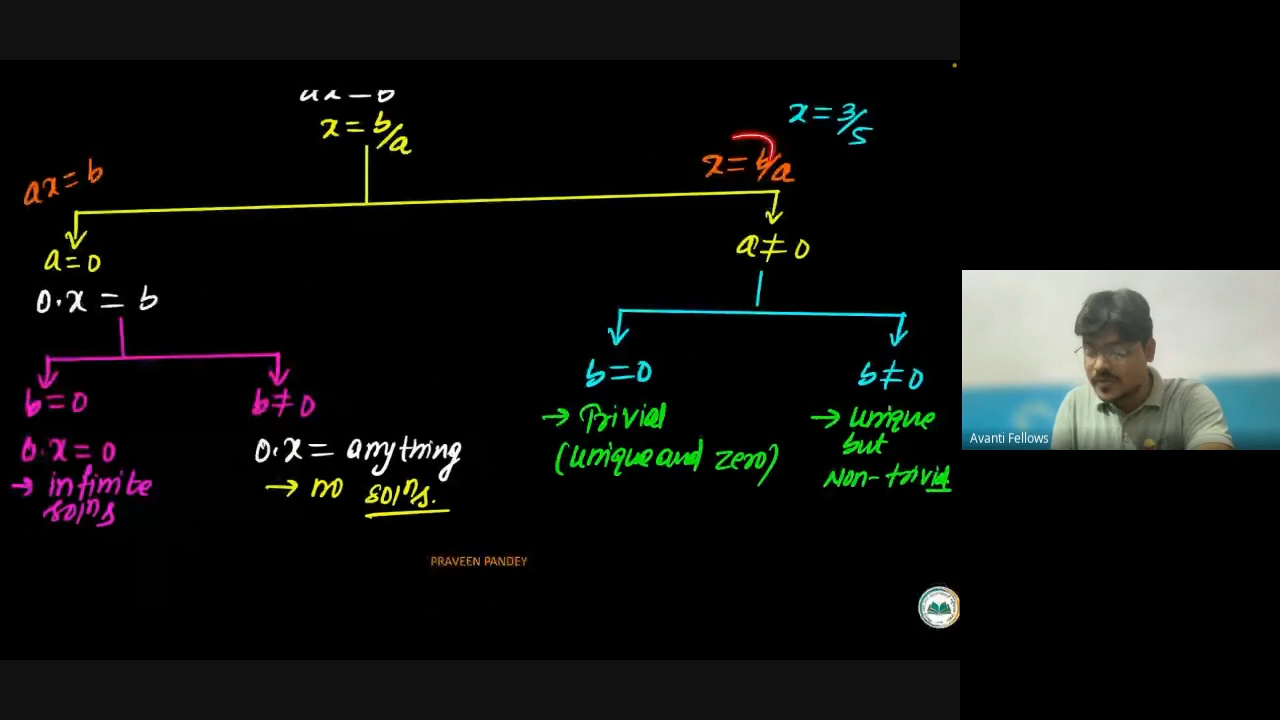 ax = b
x = b/a
x = 3/5
x = b/a
ax = b
a = 0
a ≠ 0
0·x = b
b = 0
b ≠ 0
b = 0
b ≠ 0
0·x = 0
→ infinite
solns
0·x = anything
→ no solns.
→ Trivial
(unique and zero)
→ unique
but
Non-trivial
PRAVEEN PANDEY
Avanti Fellows